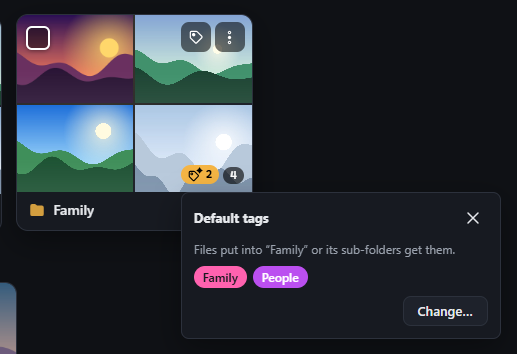 2
4
Family
Default tags
Files put into “Family” or its sub-folders get them.
Family People
Change...